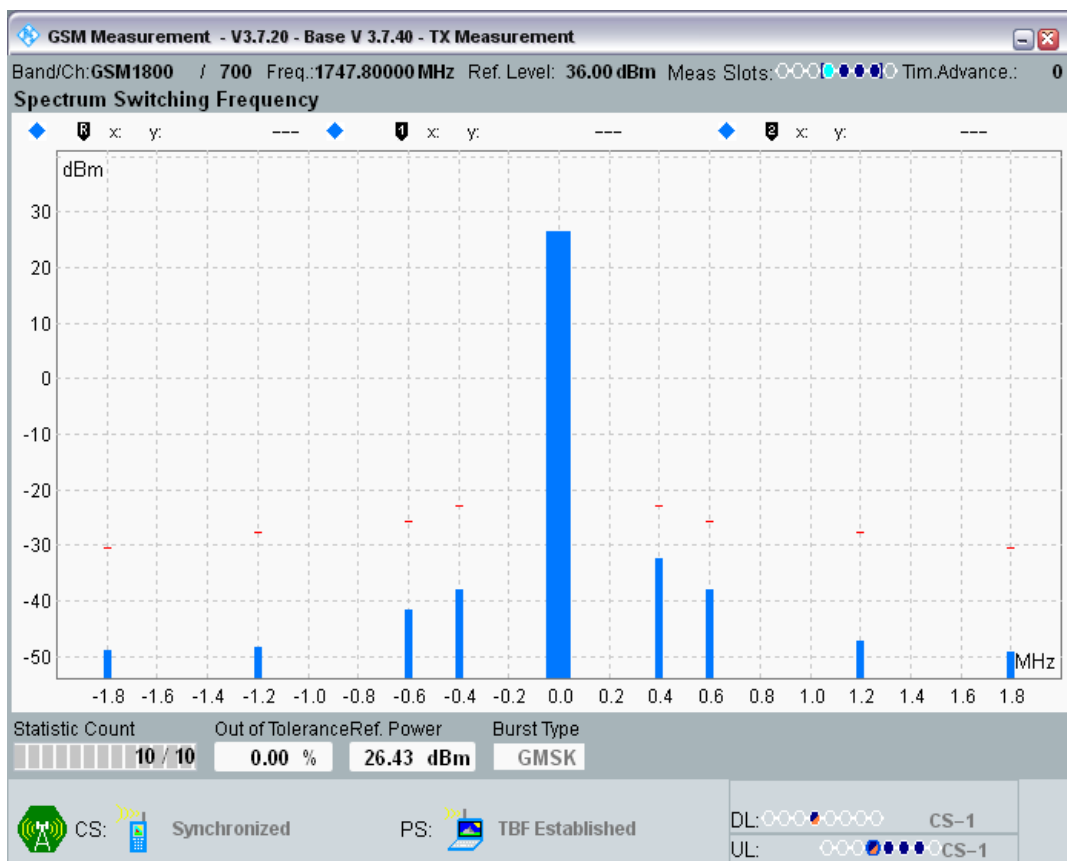 GSM Measurement - V3.7.20 - Base V 3.7.40 - TX Measurement
Band/Ch:GSM1800 / 700 Freq.:1747.80000 MHz Ref. Level: 36.00 dBm Meas Slots: Tim.Advance.: 0
Spectrum Switching Frequency
R x: y: --- 1 x: y: --- 2 x: y: ---
dBm
30
20
10
0
-10
-20
-30
-40
-50
MHz
-1.8 -1.6 -1.4 -1.2 -1.0 -0.8 -0.6 -0.4 -0.2 0.0 0.2 0.4 0.6 0.8 1.0 1.2 1.4 1.6 1.8
Statistic Count Out of Tolerance Ref. Power Burst Type
10 / 10 0.00 % 26.43 dBm GMSK
CS: Synchronized PS: TBF Established DL: CS-1
UL: CS-1